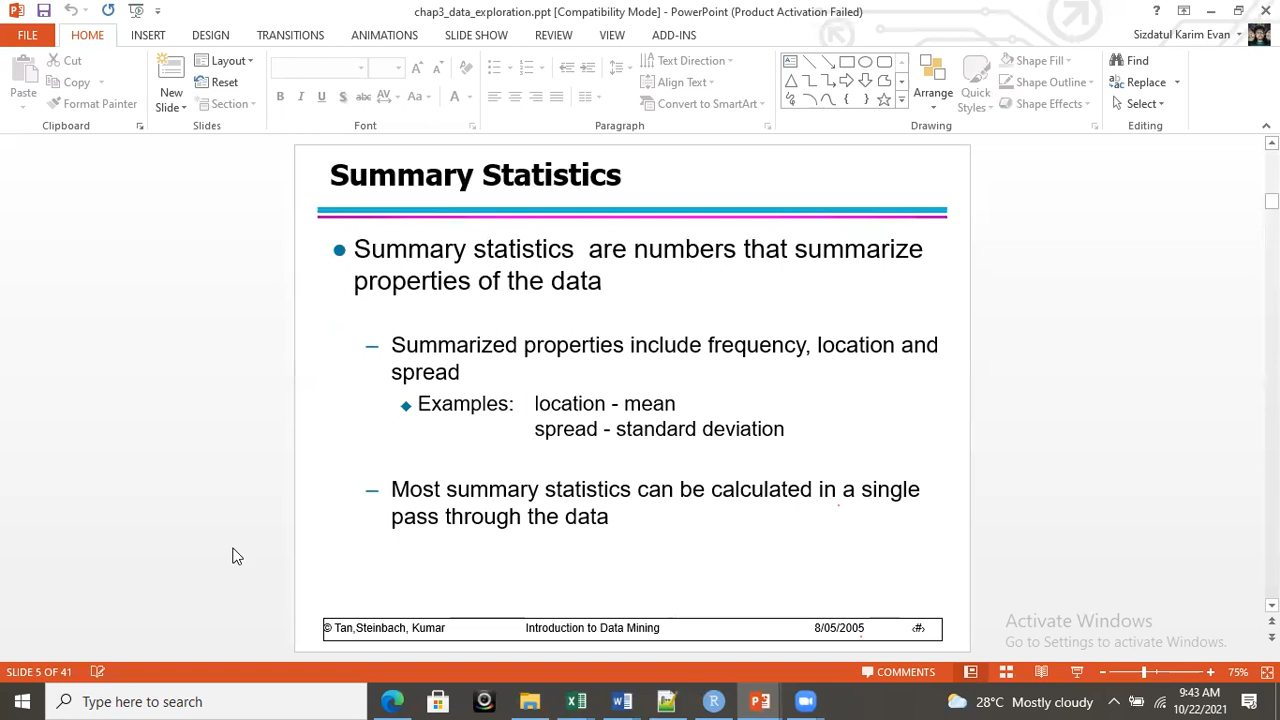 chap3_data_exploration.ppt [Compatibility Mode] - PowerPoint (Product Activation Failed)
FILE HOME INSERT DESIGN TRANSITIONS ANIMATIONS SLIDE SHOW REVIEW VIEW ADD-INS Sizdatul Karim Evan
Paste
Cut
Copy
Format Painter
Clipboard
New
Slide
Layout
Reset
Section
Slides
Font
Text Direction
Align Text
Convert to SmartArt
Paragraph
Arrange
Quick
Styles
Shape Fill
Shape Outline
Shape Effects
Drawing
Find
Replace
Select
Editing
Summary Statistics
Summary statistics are numbers that summarize
properties of the data
– Summarized properties include frequency, location and
spread
Examples: location - mean
spread - standard deviation
– Most summary statistics can be calculated in a single
pass through the data
© Tan,Steinbach, Kumar Introduction to Data Mining 8/05/2005 ‹#›
Activate Windows
Go to Settings to activate Windows.
SLIDE 5 OF 41 COMMENTS 75%
Type here to search 28°C Mostly cloudy 9:43 AM
10/22/2021